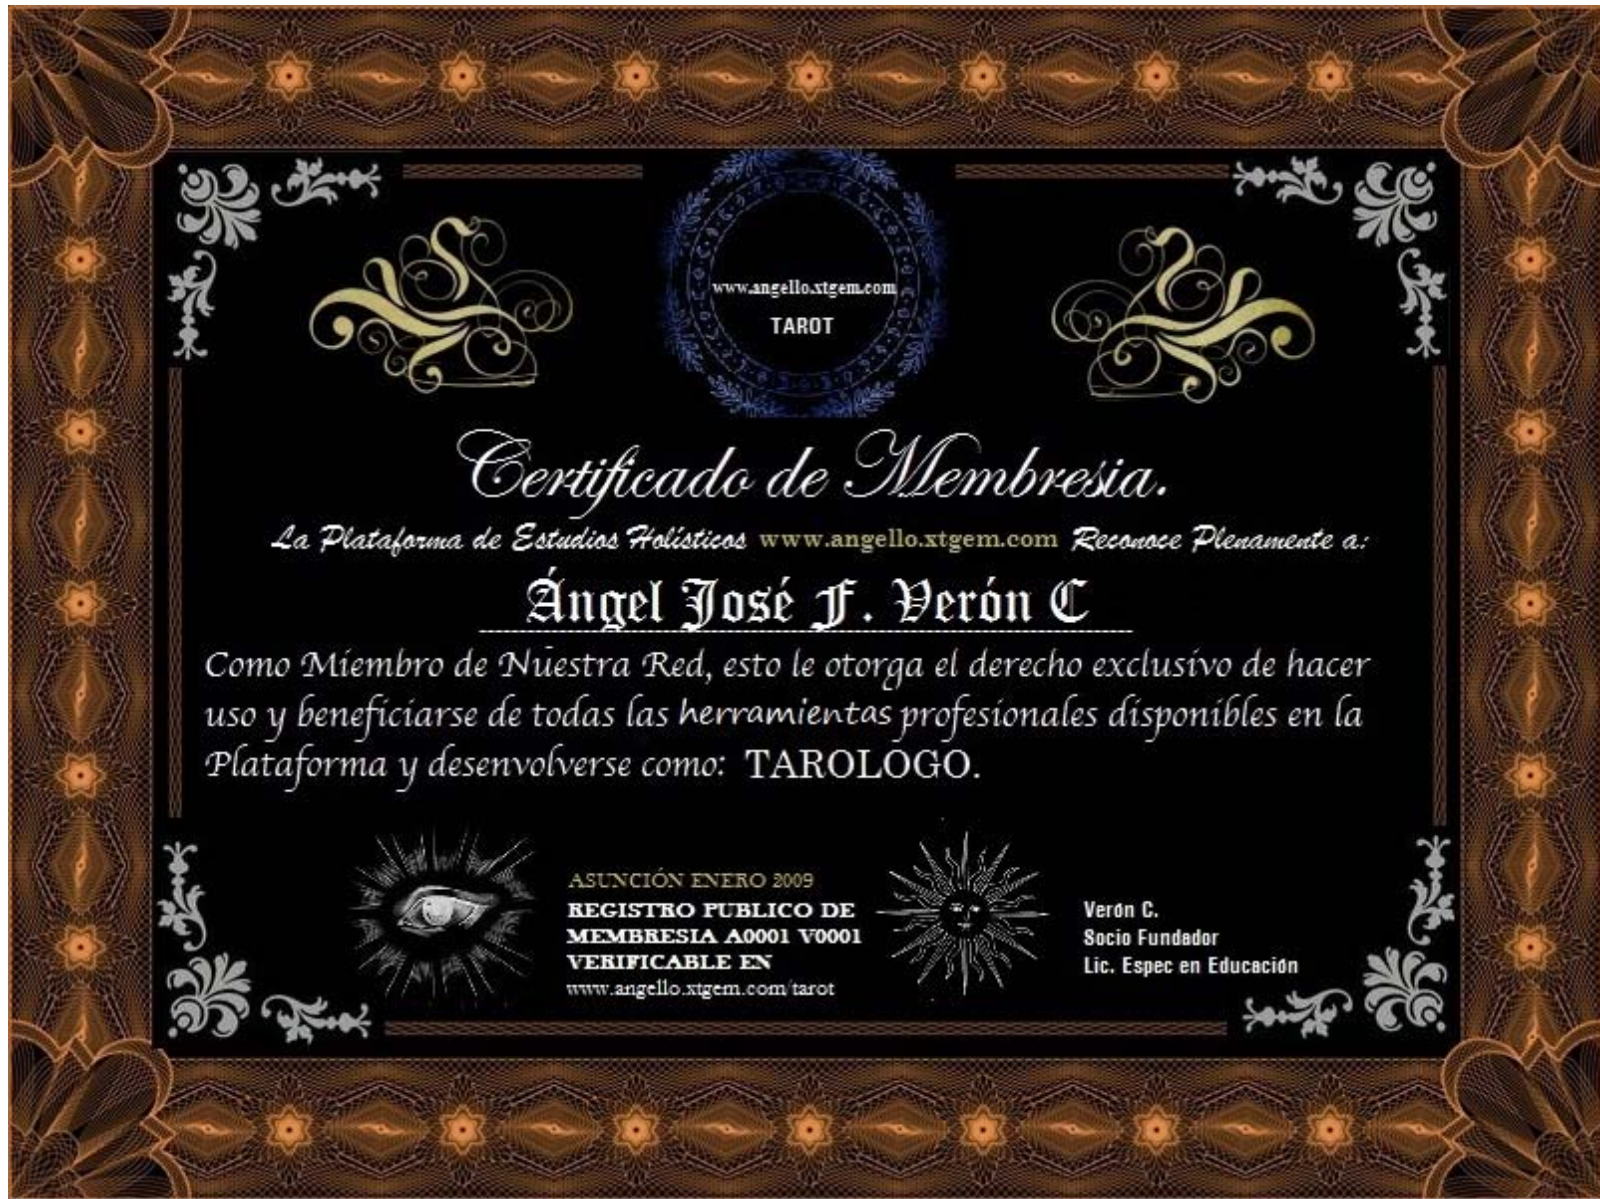 www.angello.xtgem.com
TAROT
Certificado de Membresia.
La Plataforma de Estudios Holísticos www.angello.xtgem.com Reconoce Plenamente a:
Ángel José F. Verón C
Como Miembro de Nuestra Red, esto le otorga el derecho exclusivo de hacer
uso y beneficiarse de todas las herramientas profesionales disponibles en la
Plataforma y desenvolverse como: TAROLOGO.
ASUNCIÓN ENERO 2009
REGISTRO PUBLICO DE
MEMBRESIA A0001 V0001
VERIFICABLE EN
www.angello.xtgem.com/tarot
Verón C.
Socio Fundador
Lic. Espec en Educación